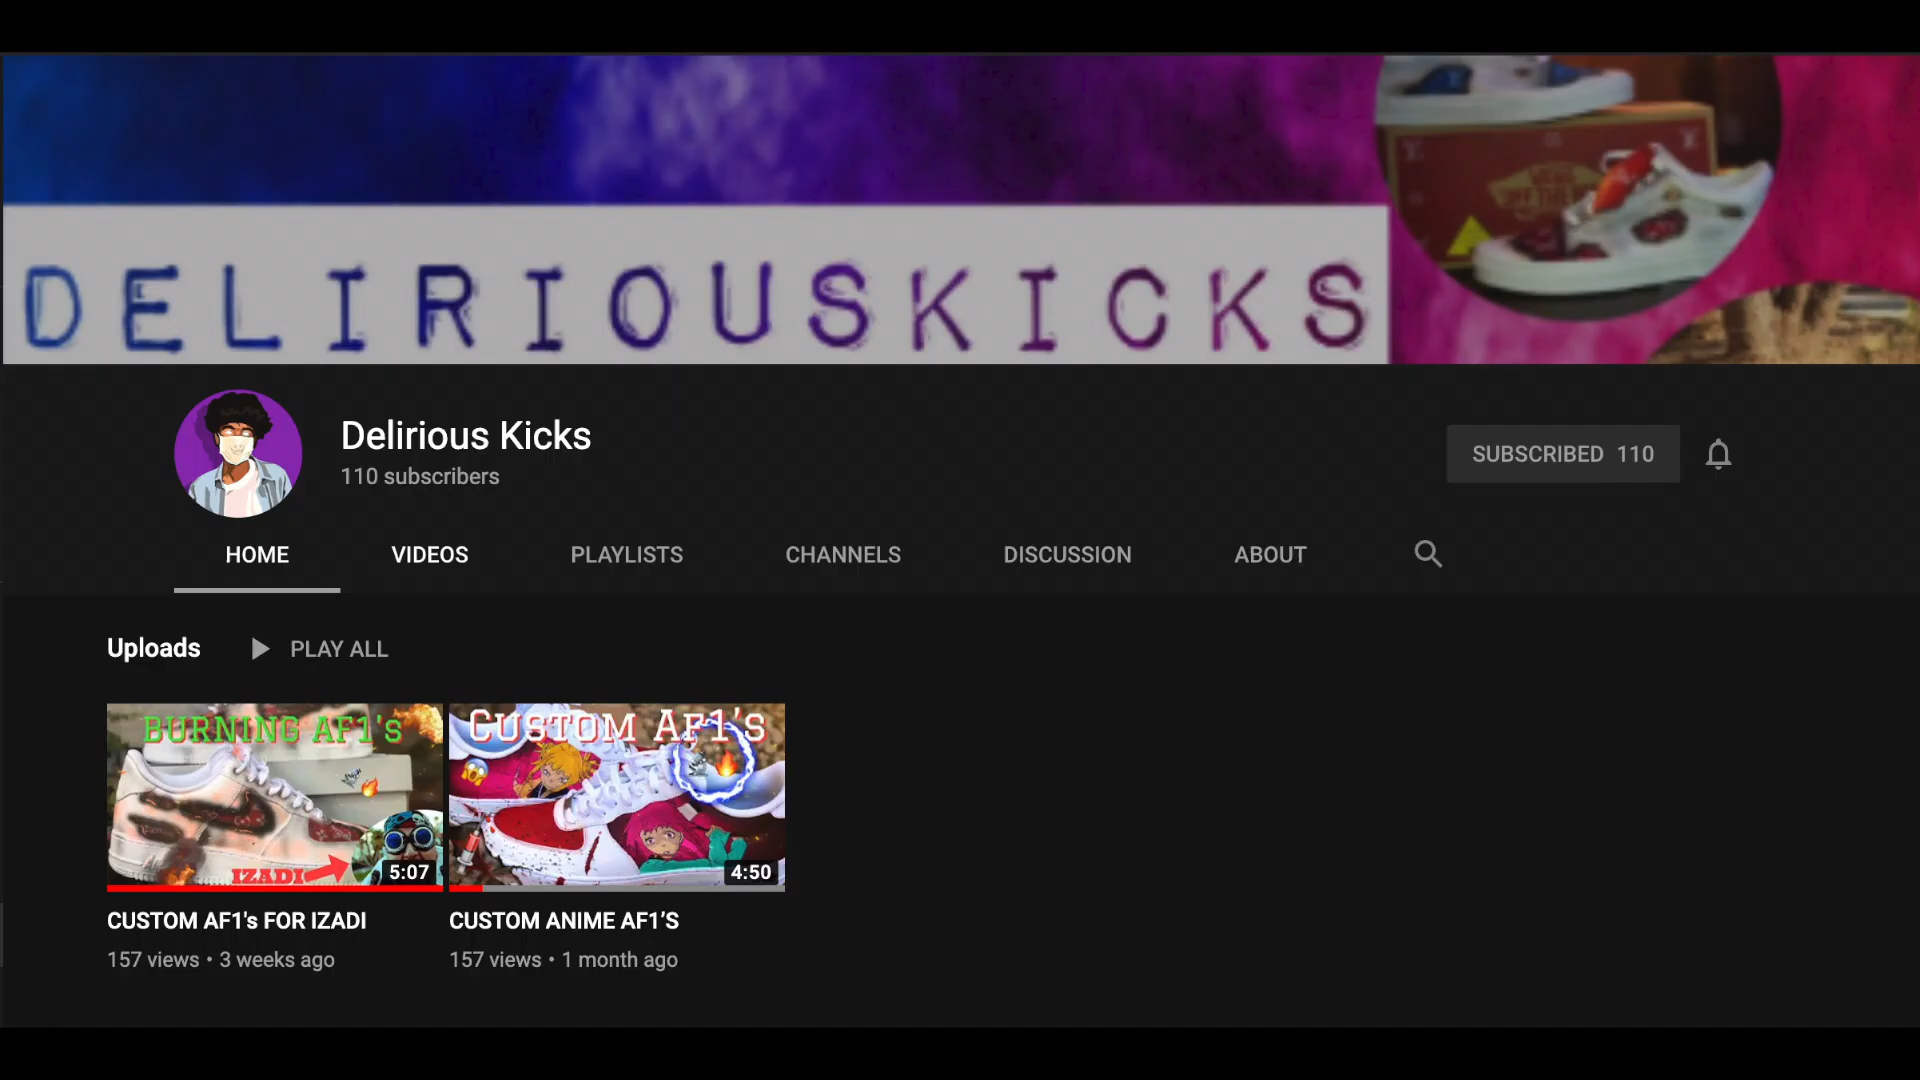 DELIRIOUSKICKS
Delirious Kicks
110 subscribers
SUBSCRIBED 110
HOME VIDEOS PLAYLISTS CHANNELS DISCUSSION ABOUT
Uploads PLAY ALL
BURNING AF1's
IZADI
5:07
CUSTOM AF1'S
4:50
CUSTOM AF1's FOR IZADI
157 views • 3 weeks ago
CUSTOM ANIME AF1’S
157 views • 1 month ago